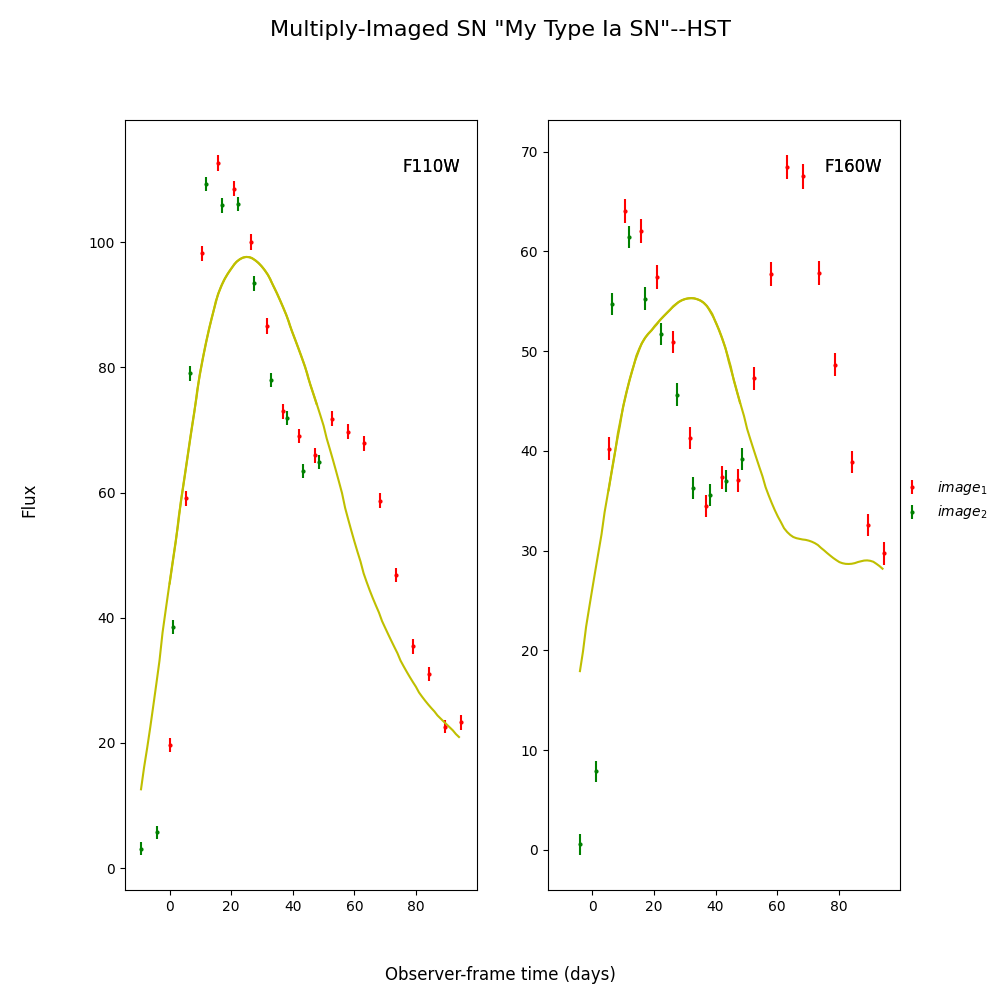 Multiply-Imaged SN "My Type Ia SN"--HST
F110W
F160W
Flux
100
80
60
40
20
0
0 20 40 60 80
70
60
50
40
30
20
10
0
0 20 40 60 80
image1
image2
Observer-frame time (days)